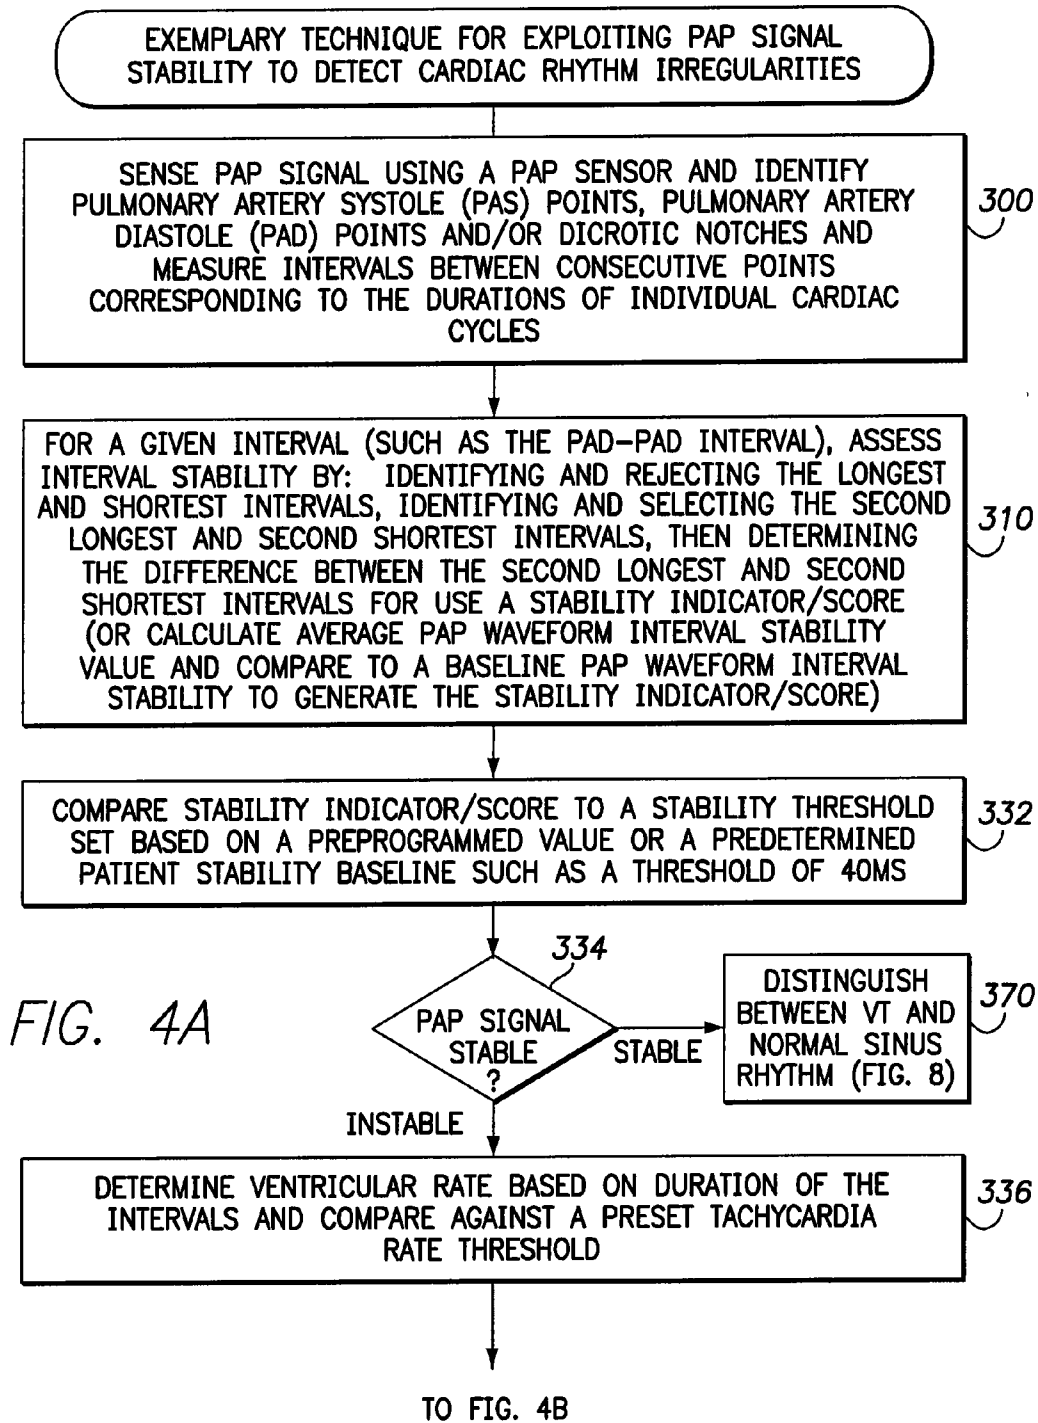 EXEMPLARY TECHNIQUE FOR EXPLOITING PAP SIGNAL
STABILITY TO DETECT CARDIAC RHYTHM IRREGULARITIES
SENSE PAP SIGNAL USING A PAP SENSOR AND IDENTIFY
PULMONARY ARTERY SYSTOLE (PAS) POINTS, PULMONARY ARTERY
DIASTOLE (PAD) POINTS AND/OR DICROTIC NOTCHES AND
MEASURE INTERVALS BETWEEN CONSECUTIVE POINTS
CORRESPONDING TO THE DURATIONS OF INDIVIDUAL CARDIAC
CYCLES
300
FOR A GIVEN INTERVAL (SUCH AS THE PAD-PAD INTERVAL), ASSESS
INTERVAL STABILITY BY: IDENTIFYING AND REJECTING THE LONGEST
AND SHORTEST INTERVALS, IDENTIFYING AND SELECTING THE SECOND
LONGEST AND SECOND SHORTEST INTERVALS, THEN DETERMINING
THE DIFFERENCE BETWEEN THE SECOND LONGEST AND SECOND
SHORTEST INTERVALS FOR USE A STABILITY INDICATOR/SCORE
(OR CALCULATE AVERAGE PAP WAVEFORM INTERVAL STABILITY
VALUE AND COMPARE TO A BASELINE PAP WAVEFORM INTERVAL
STABILITY TO GENERATE THE STABILITY INDICATOR/SCORE)
310
COMPARE STABILITY INDICATOR/SCORE TO A STABILITY THRESHOLD
SET BASED ON A PREPROGRAMMED VALUE OR A PREDETERMINED
PATIENT STABILITY BASELINE SUCH AS A THRESHOLD OF 40MS
332
334
PAP SIGNAL
STABLE
?
STABLE
DISTINGUISH
BETWEEN VT AND
NORMAL SINUS
RHYTHM (FIG. 8)
370
FIG. 4A
INSTABLE
DETERMINE VENTRICULAR RATE BASED ON DURATION OF THE
INTERVALS AND COMPARE AGAINST A PRESET TACHYCARDIA
RATE THRESHOLD
336
TO FIG. 4B